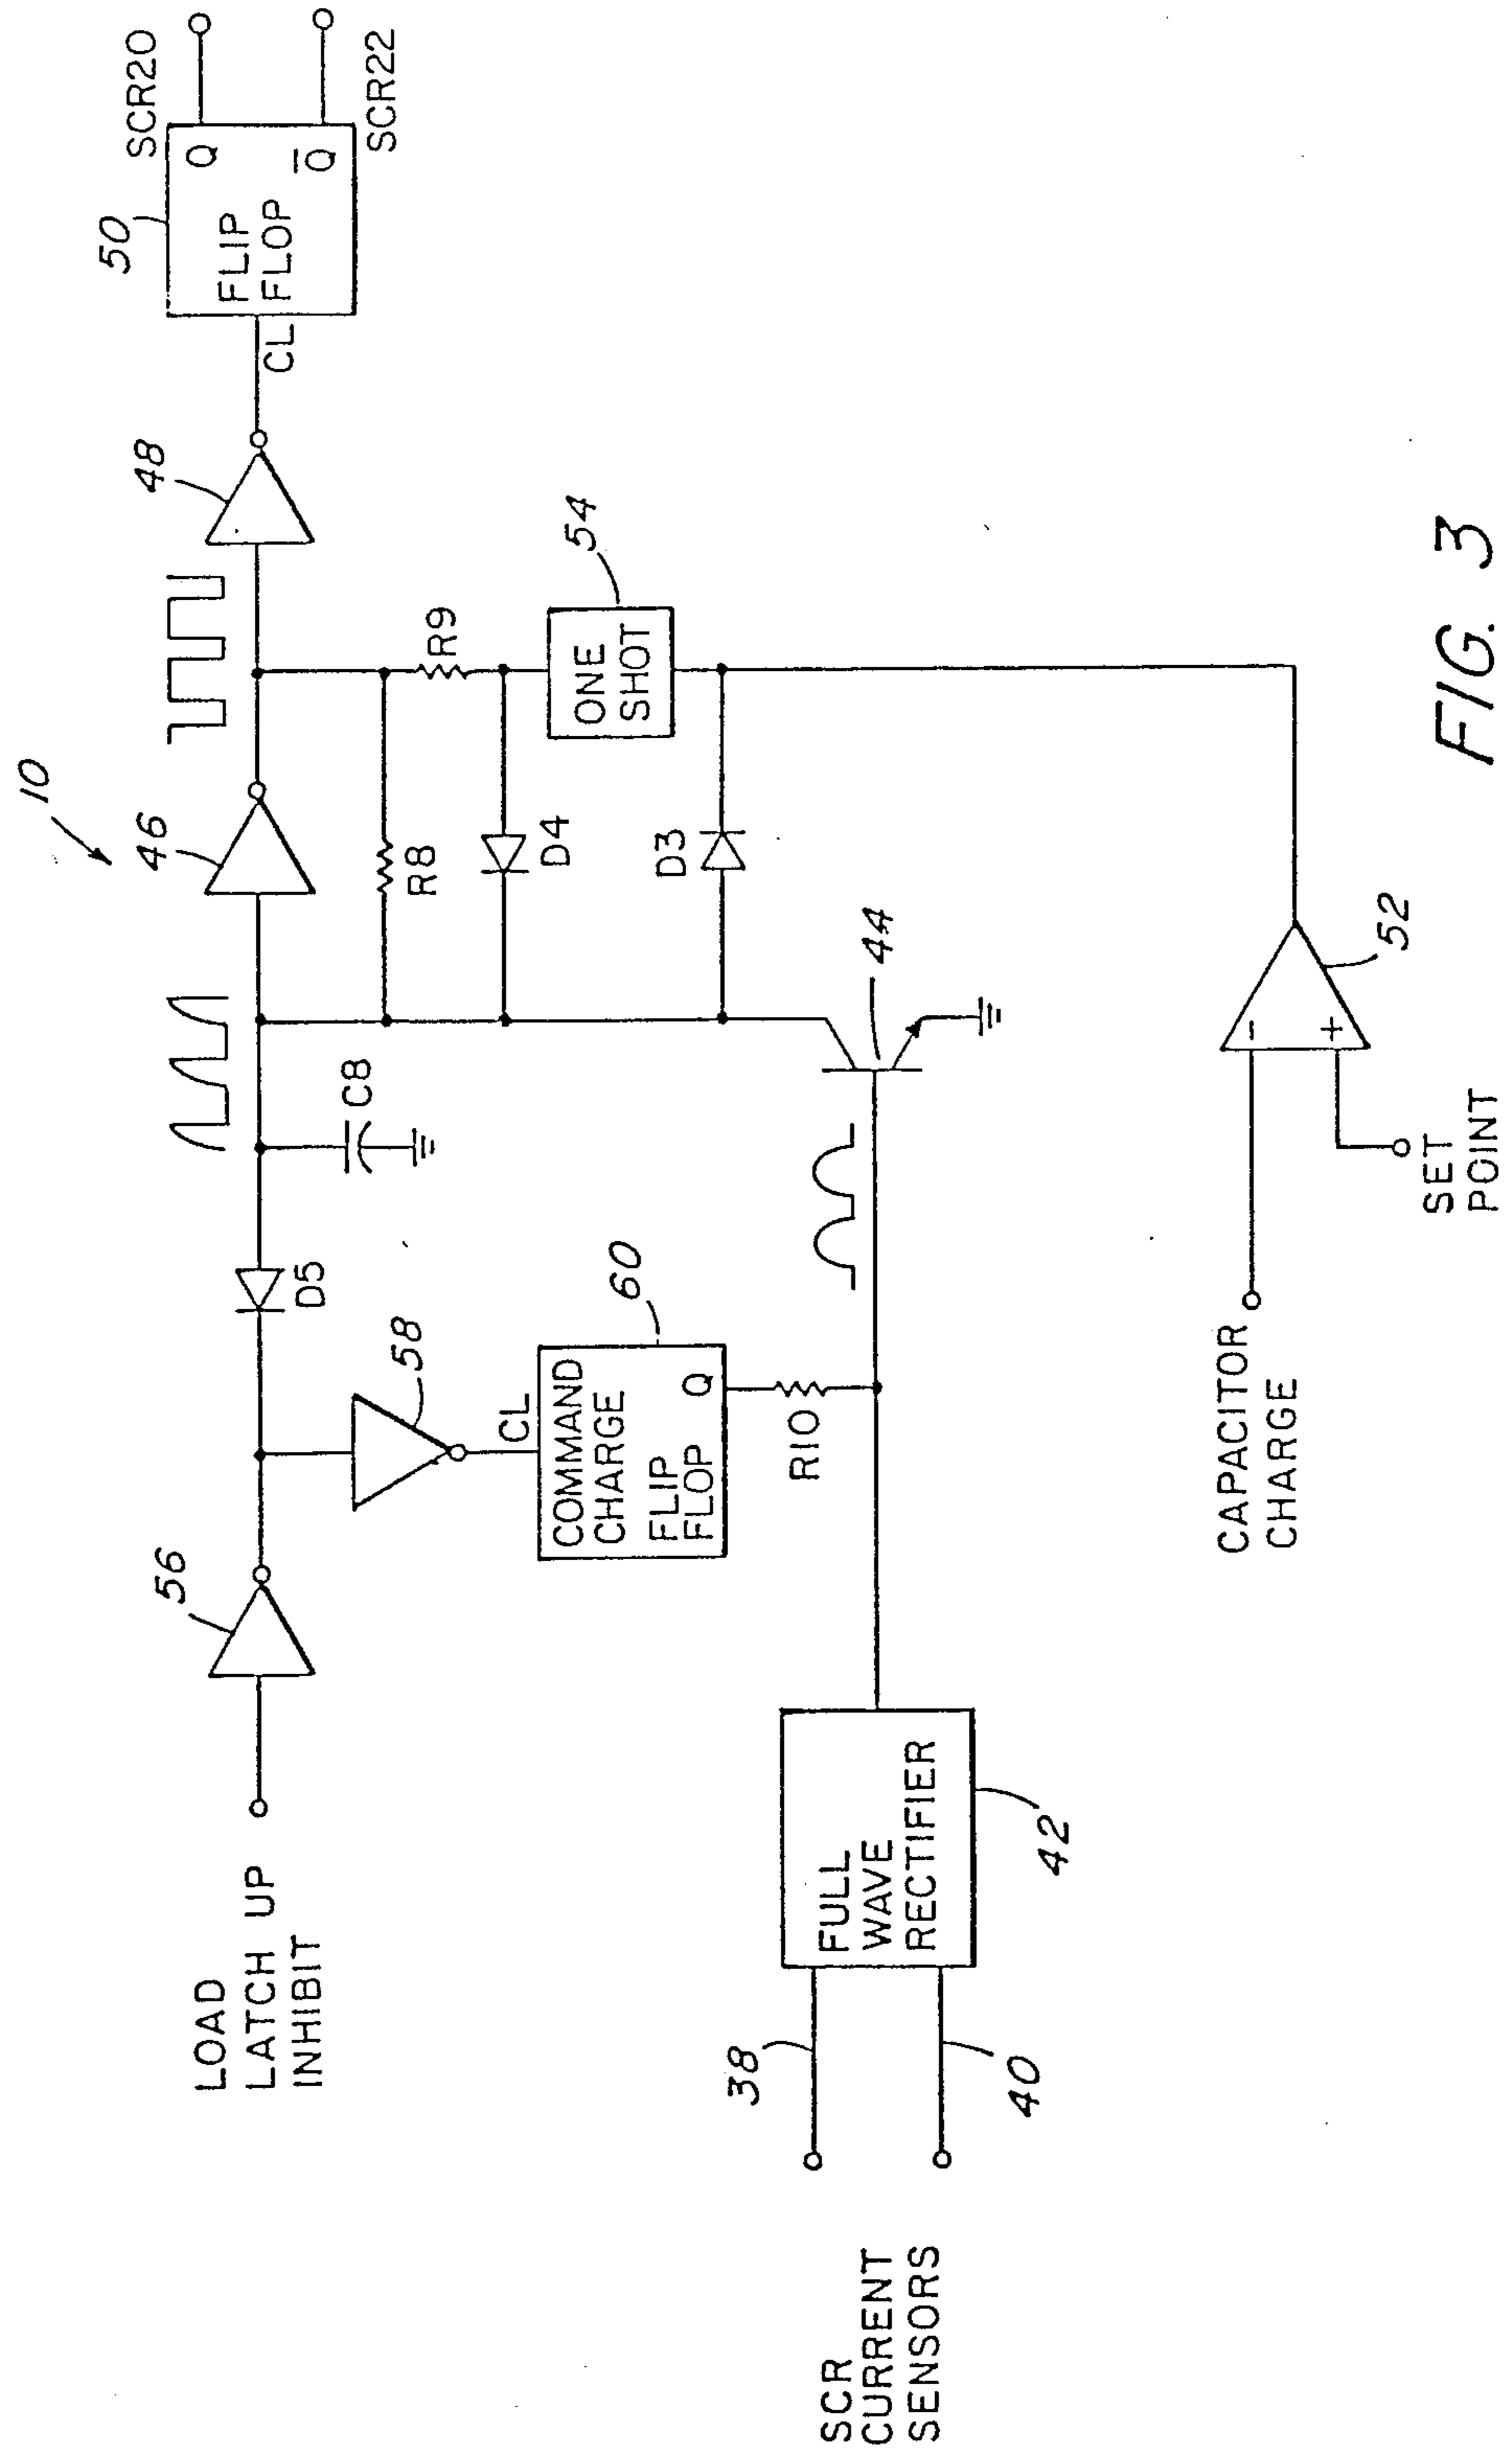 10
LOAD
LATCH UP
INHIBIT
56
D5
C8
46
48
CL
50
FLIP
FLOP
Q
Q̅
SCR20
SCR22
58
CL
COMMAND
CHARGE
FLIP
FLOP
Q
60
R10
R8
R9
D4
D3
ONE
SHOT
54
44
SCR
CURRENT
SENSORS
38
40
FULL
WAVE
RECTIFIER
42
CAPACITOR
CHARGE
SET
POINT
-
+
52
FIG. 3